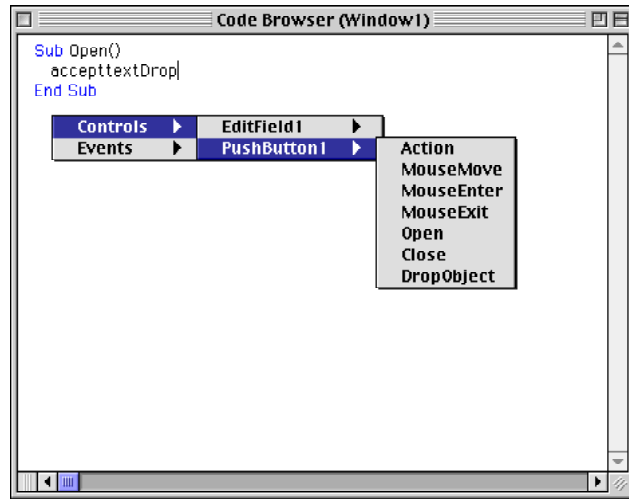 Code Browser (Window1)
Sub Open()
accepttextDrop
End Sub
Controls EditField1
Events PushButton1 Action
MouseMove
MouseEnter
MouseExit
Open
Close
DropObject